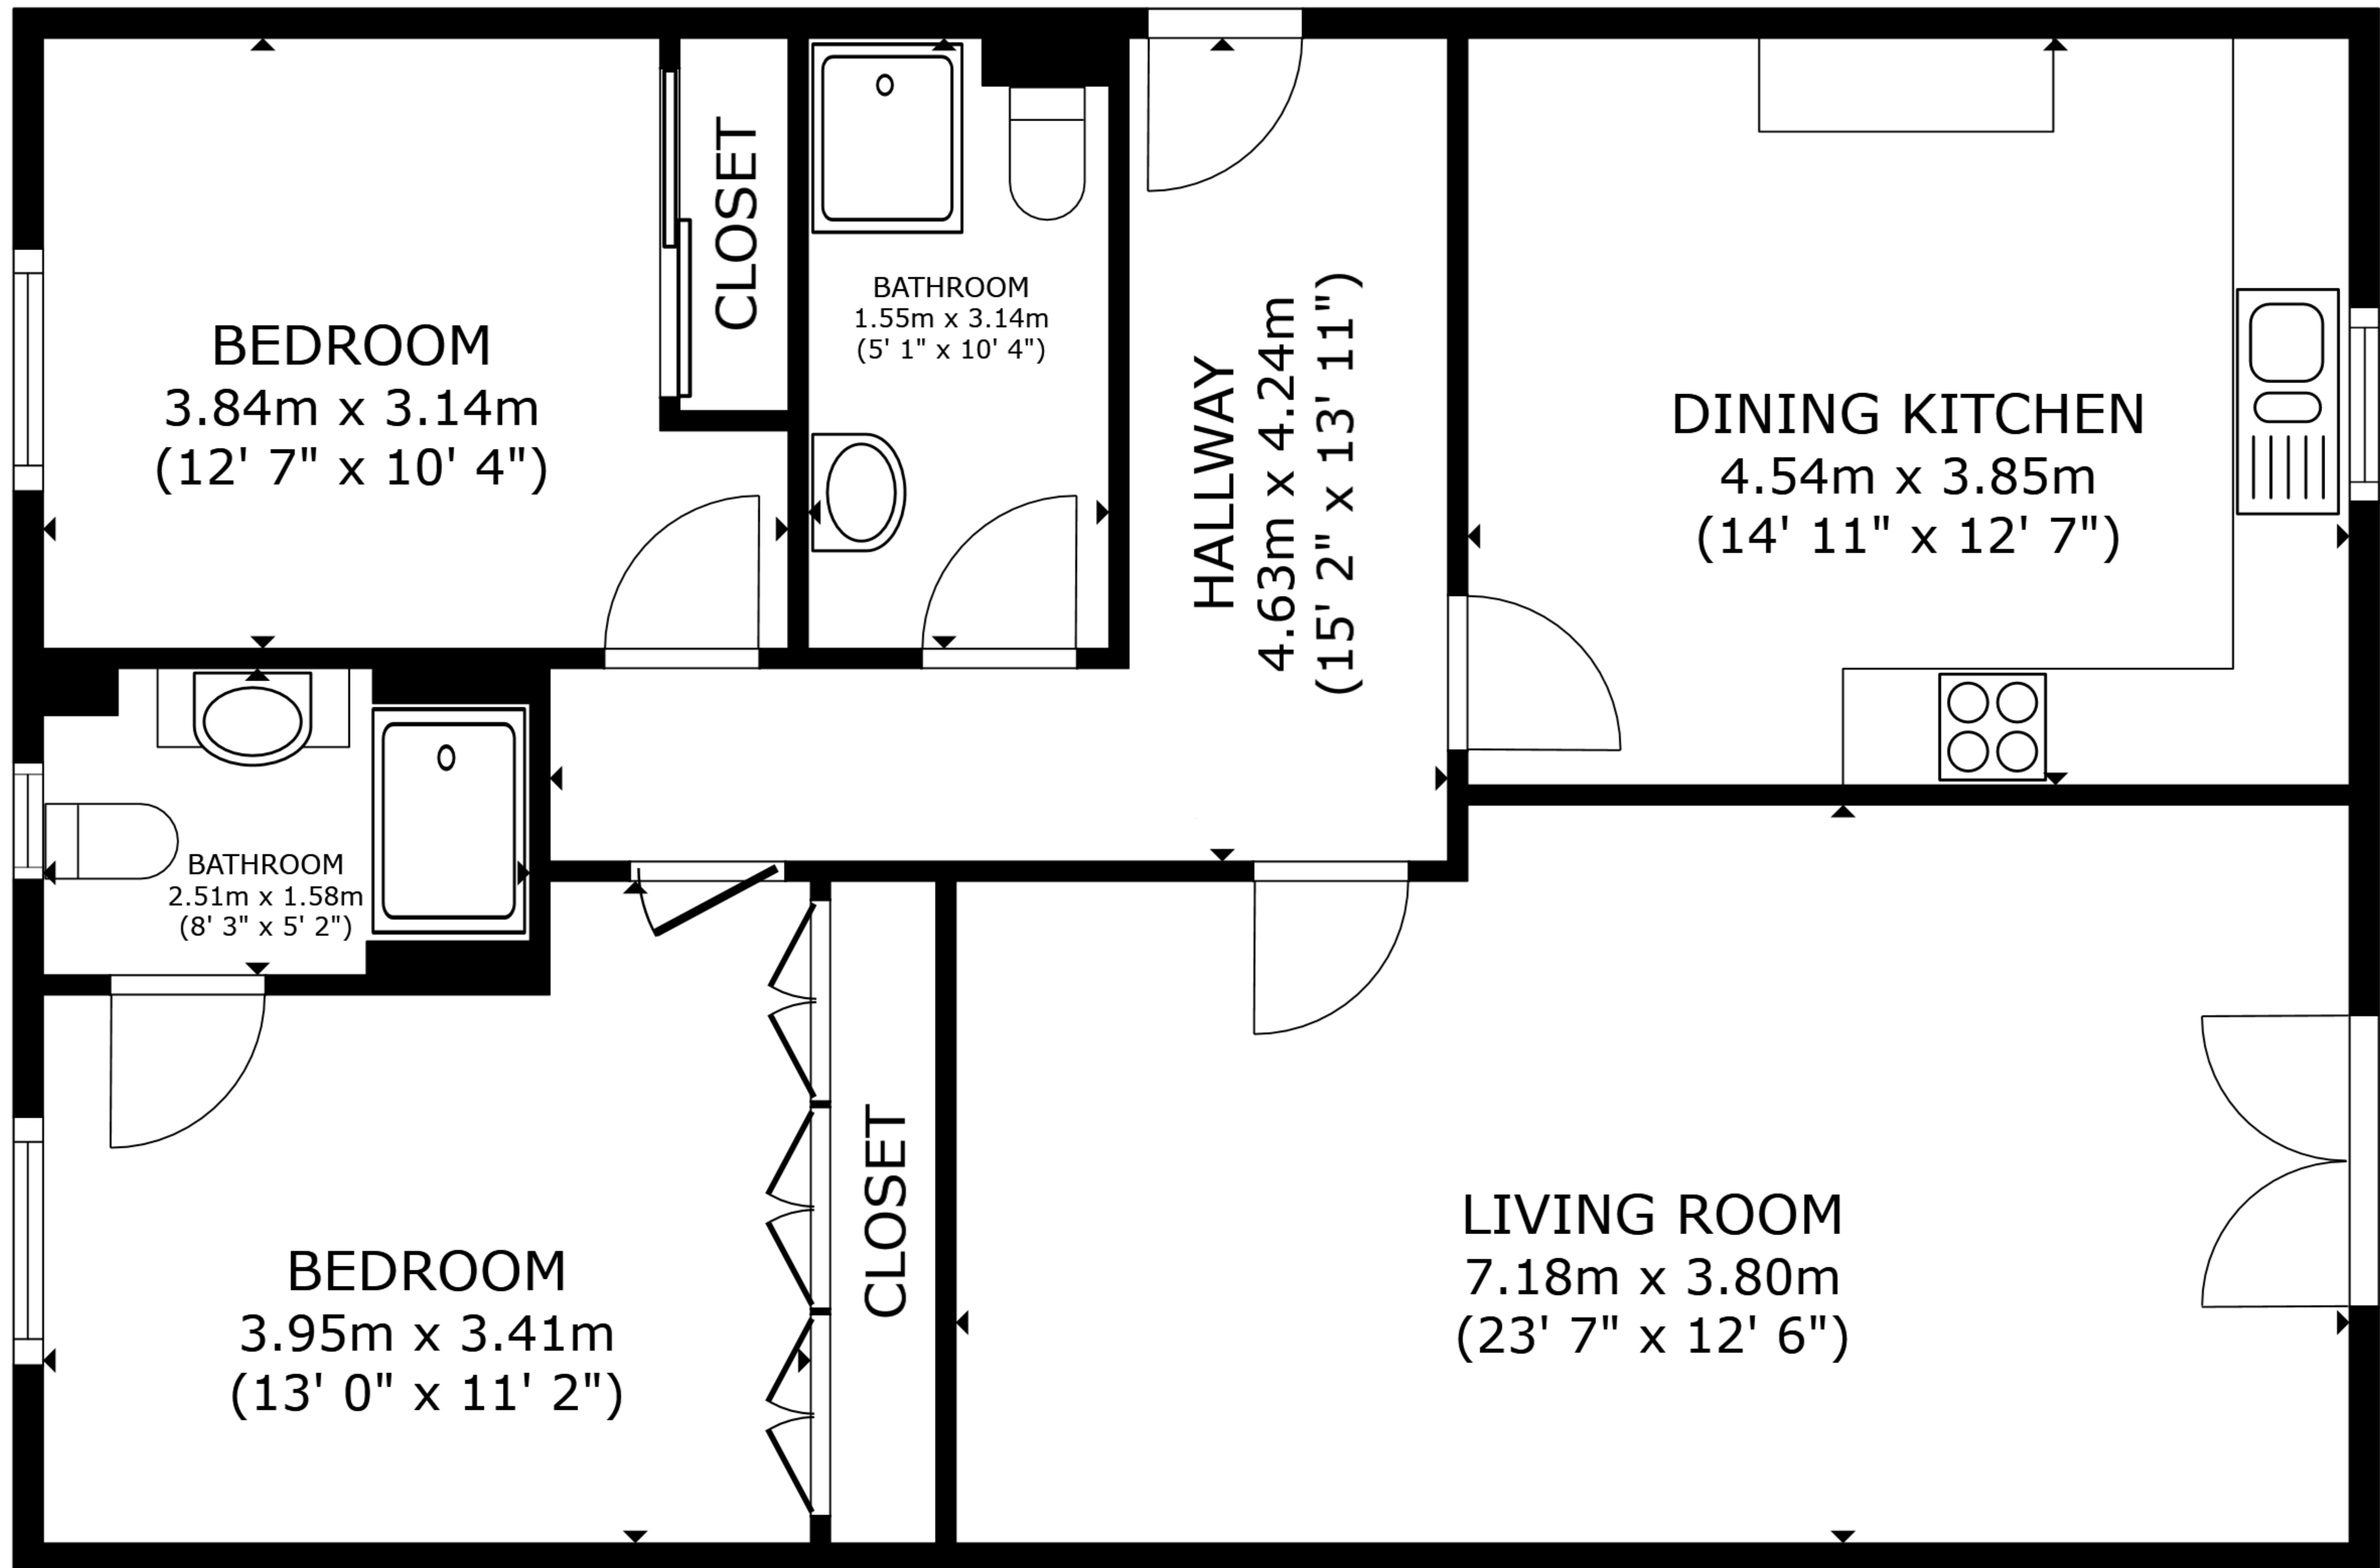 BEDROOM
3.84m x 3.14m
(12' 7" x 10' 4")
CLOSET
BATHROOM
1.55m x 3.14m
(5' 1" x 10' 4")
HALLWAY
4.63m x 4.24m
(15' 2" x 13' 11")
DINING KITCHEN
4.54m x 3.85m
(14' 11" x 12' 7")
BATHROOM
2.51m x 1.58m
(8' 3" x 5' 2")
BEDROOM
3.95m x 3.41m
(13' 0" x 11' 2")
CLOSET
LIVING ROOM
7.18m x 3.80m
(23' 7" x 12' 6")